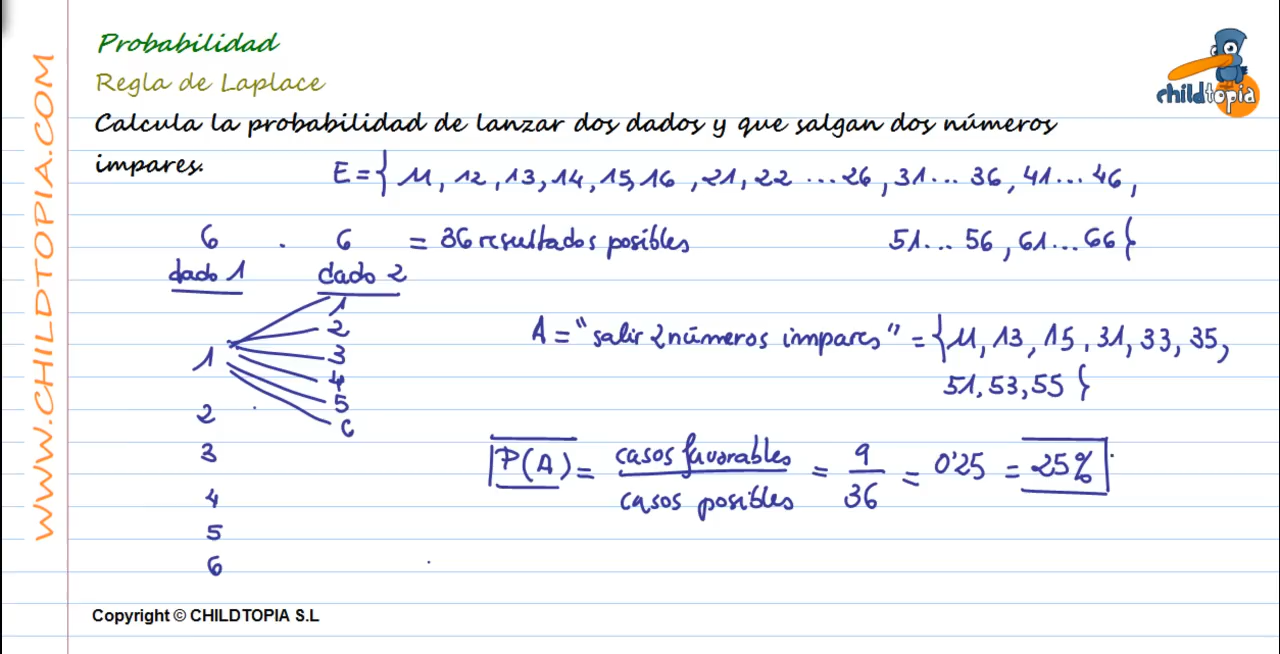 Probabilidad
Regla de Laplace
childtopia
Calcula la probabilidad de lanzar dos dados y que salgan dos números
impares.
E = { 11, 12, 13, 14, 15, 16, 21, 22 ... 26, 31 ... 36, 41 ... 46,
51 ... 56, 61 ... 66 }
6 . 6 = 36 resultados posibles
dado 1 dado 2
1
2
1 3
4
5
2 6
3
4
5
6
A = "salir 2 números impares" = { 11, 13, 15, 31, 33, 35,
51, 53, 55 }
P(A) = casos favorables / casos posibles = 9 / 36 = 0'25 = 25%
Copyright © CHILDTOPIA S.L
WWW.CHILDTOPIA.COM